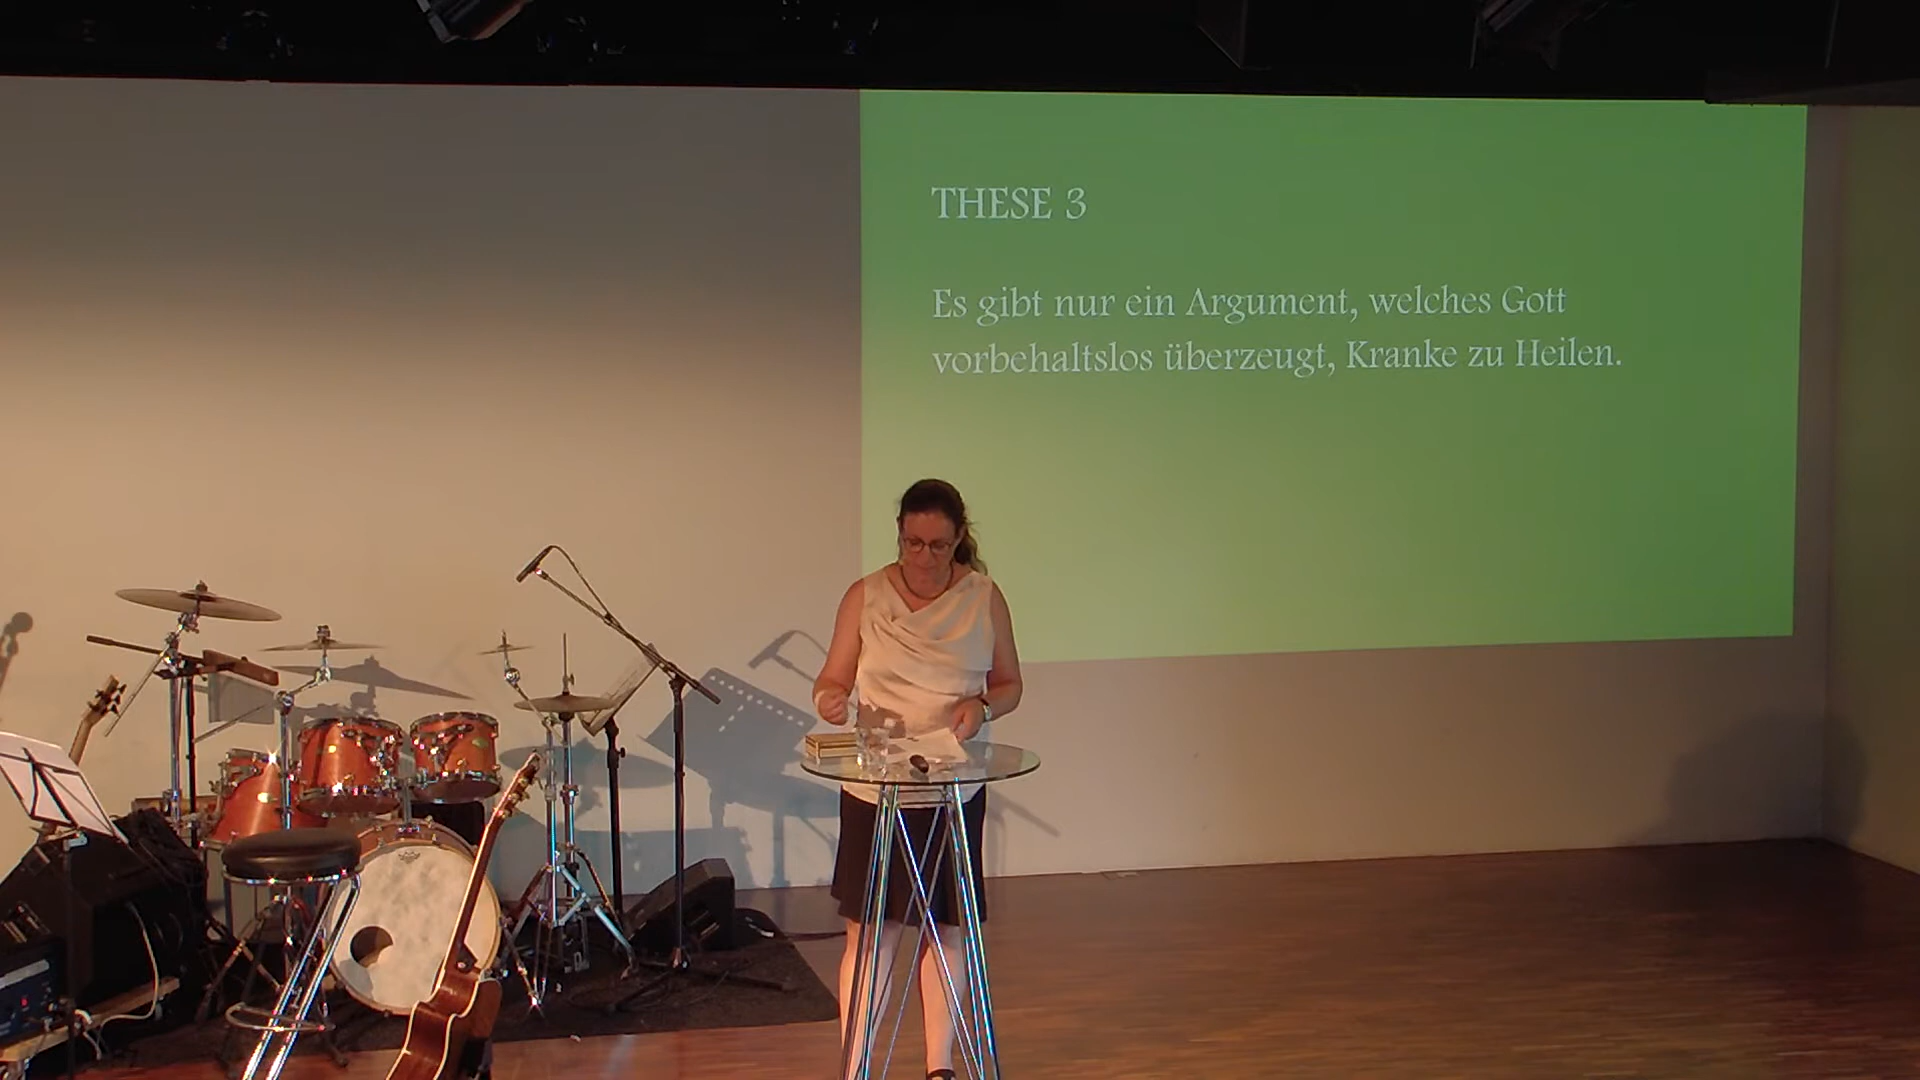 THESE 3
Es gibt nur ein Argument, welches Gott
vorbehaltslos überzeugt, Kranke zu Heilen.